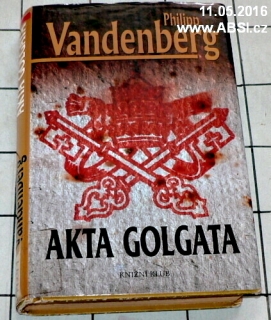 11.05.2016
www.ABSI.cz
Philipp
Vandenberg
AKTA GOLGATA
KNIŽNÍ KLUB